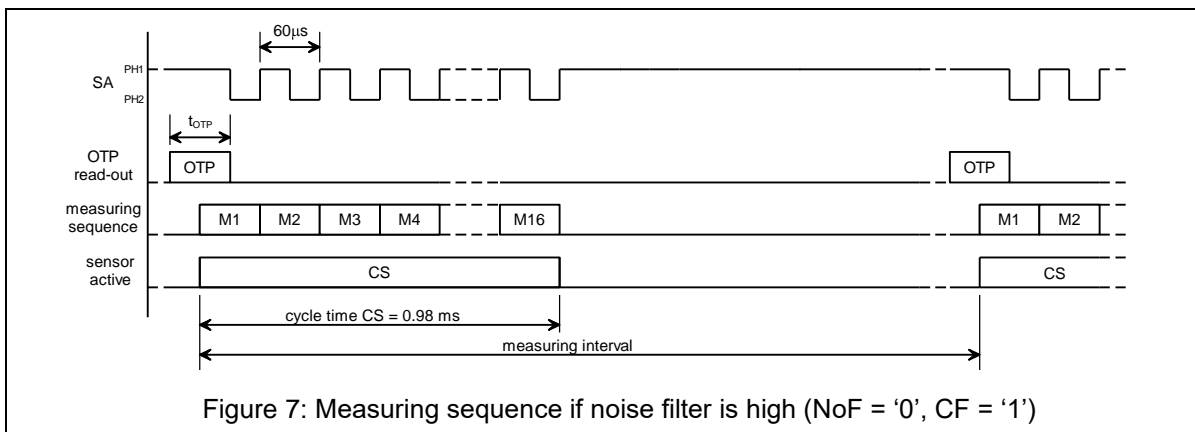 60µs
SA
PH1
PH2
tOTP
OTP
read-out
OTP
OTP
measuring
sequence
M1 M2 M3 M4 M16 M1 M2
sensor
active
CS CS
cycle time CS = 0.98 ms
measuring interval
Figure 7: Measuring sequence if noise filter is high (NoF = ‘0’, CF = ‘1’)